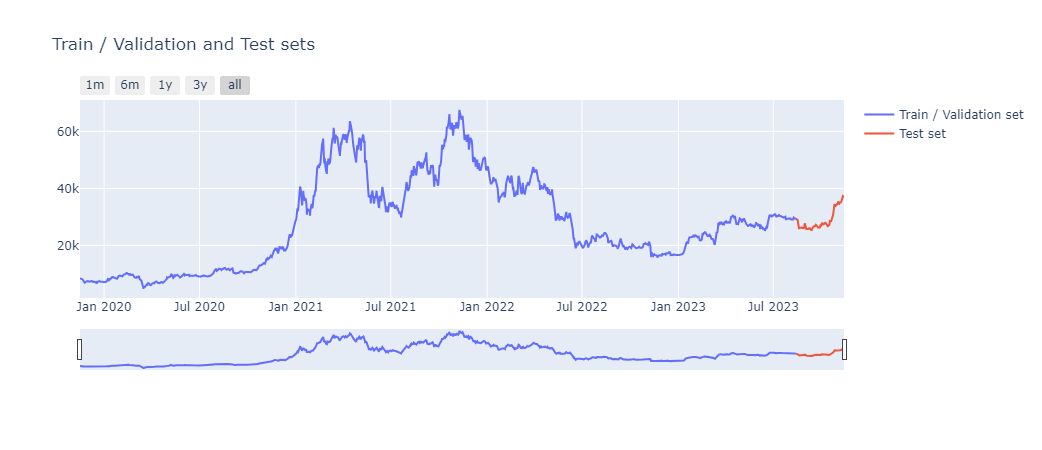 Train / Validation and Test sets
1m 6m 1y 3y all
Train / Validation set
Test set
60k
40k
20k
Jan 2020 Jul 2020 Jan 2021 Jul 2021 Jan 2022 Jul 2022 Jan 2023 Jul 2023